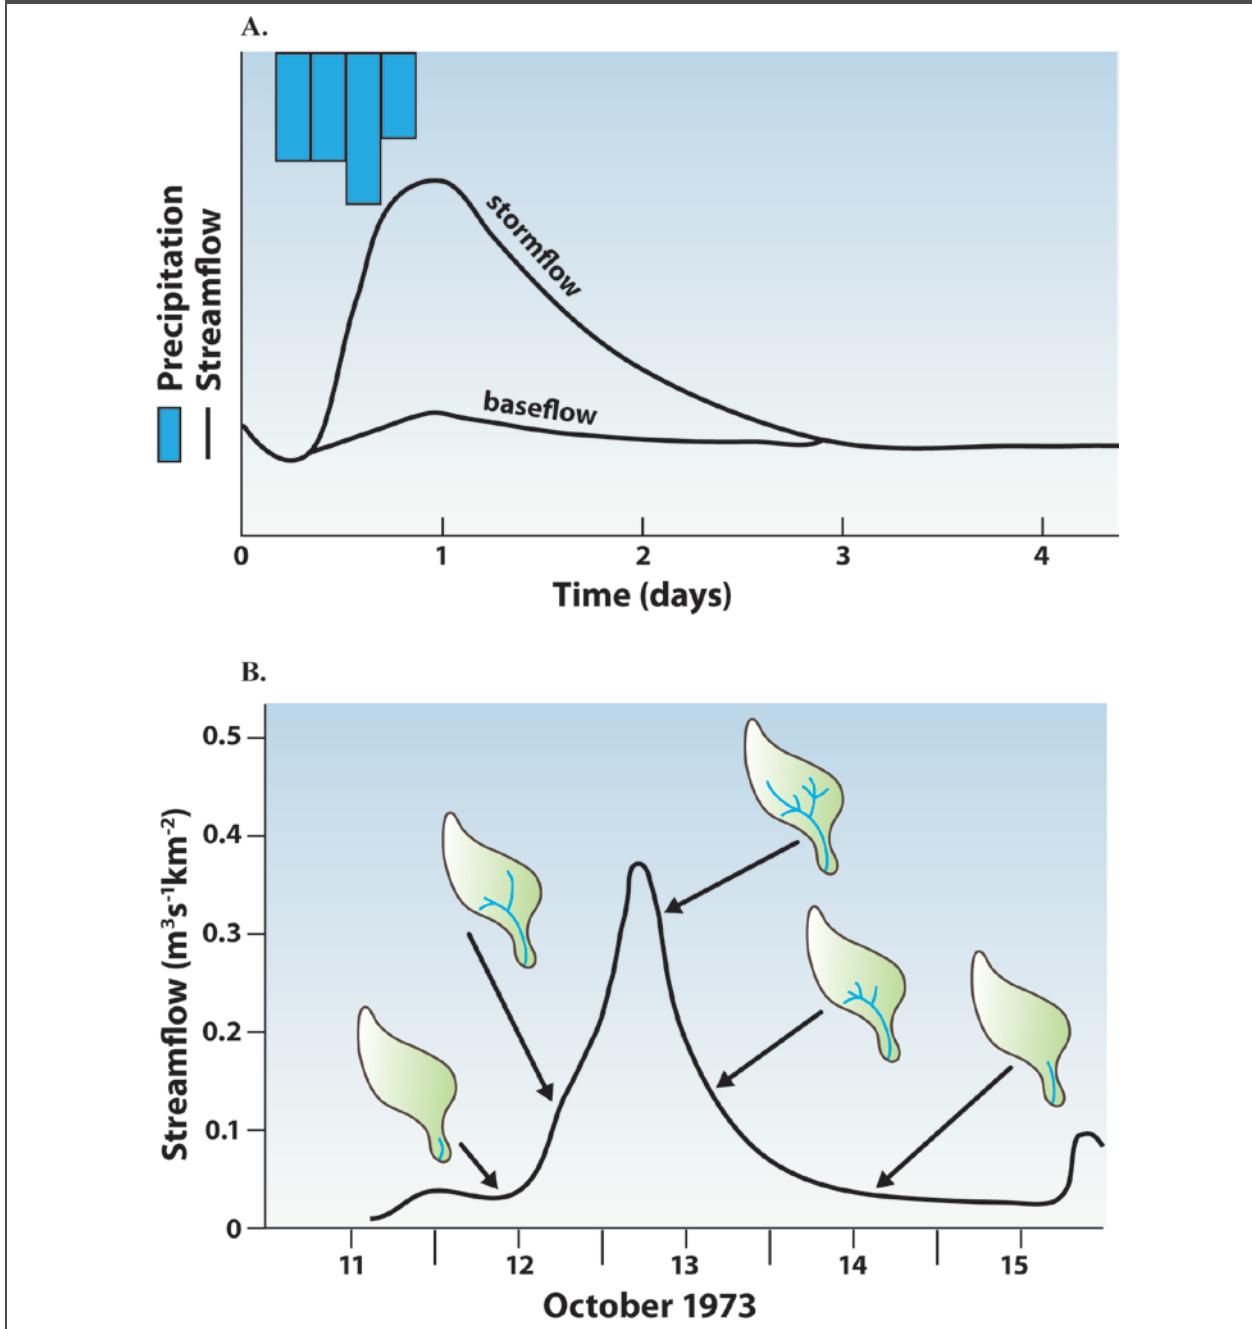 A.
Precipitation
Streamflow
stormflow
baseflow
0 1 2 3 4
Time (days)
B.
0.5
0.4
0.3
0.2
0.1
0
Streamflow (m³s⁻¹km⁻²)
11 12 13 14 15
October 1973